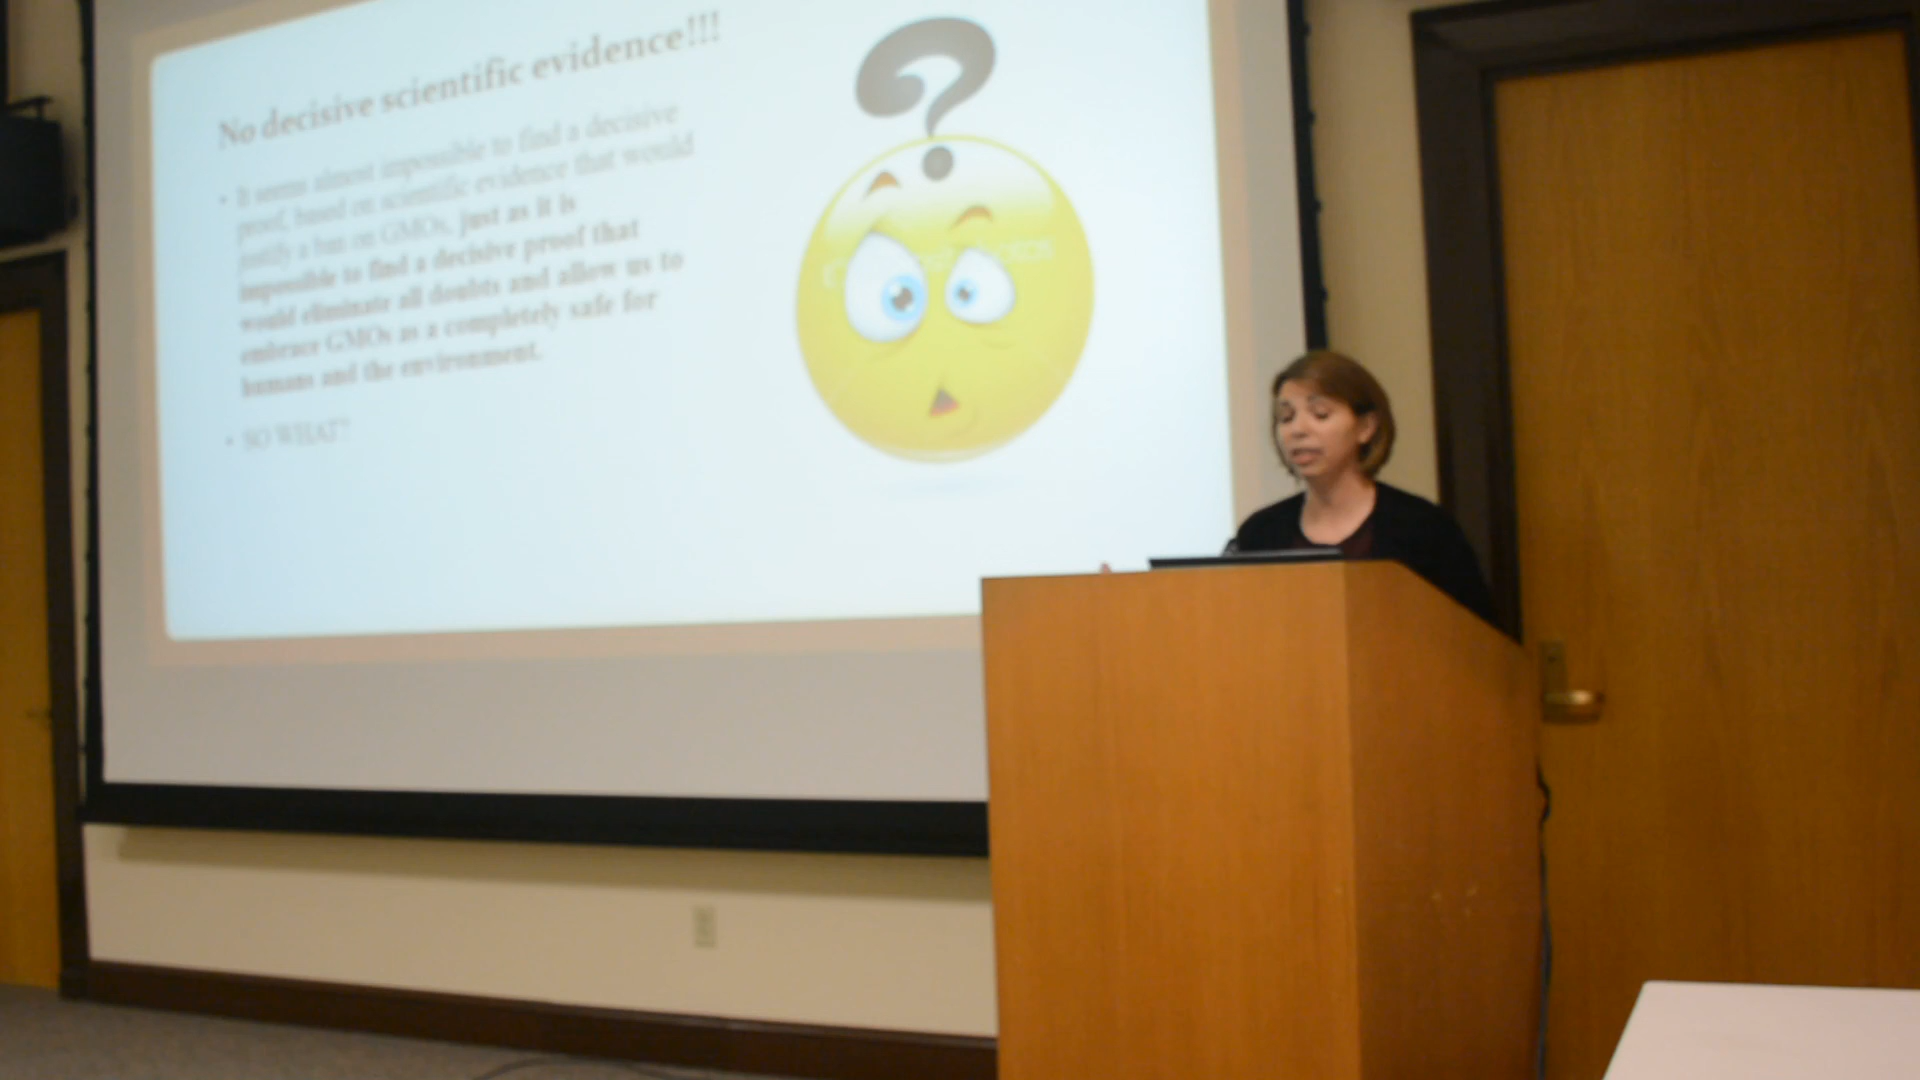 No decisive scientific evidence!!!
• It seems almost impossible to find a decisive
proof, based on scientific evidence that would
justify a ban on GMOs, just as it is
impossible to find a decisive proof that
would eliminate all doubts and allow us to
embrace GMOs as a completely safe for
humans and the environment.
• SO WHAT?